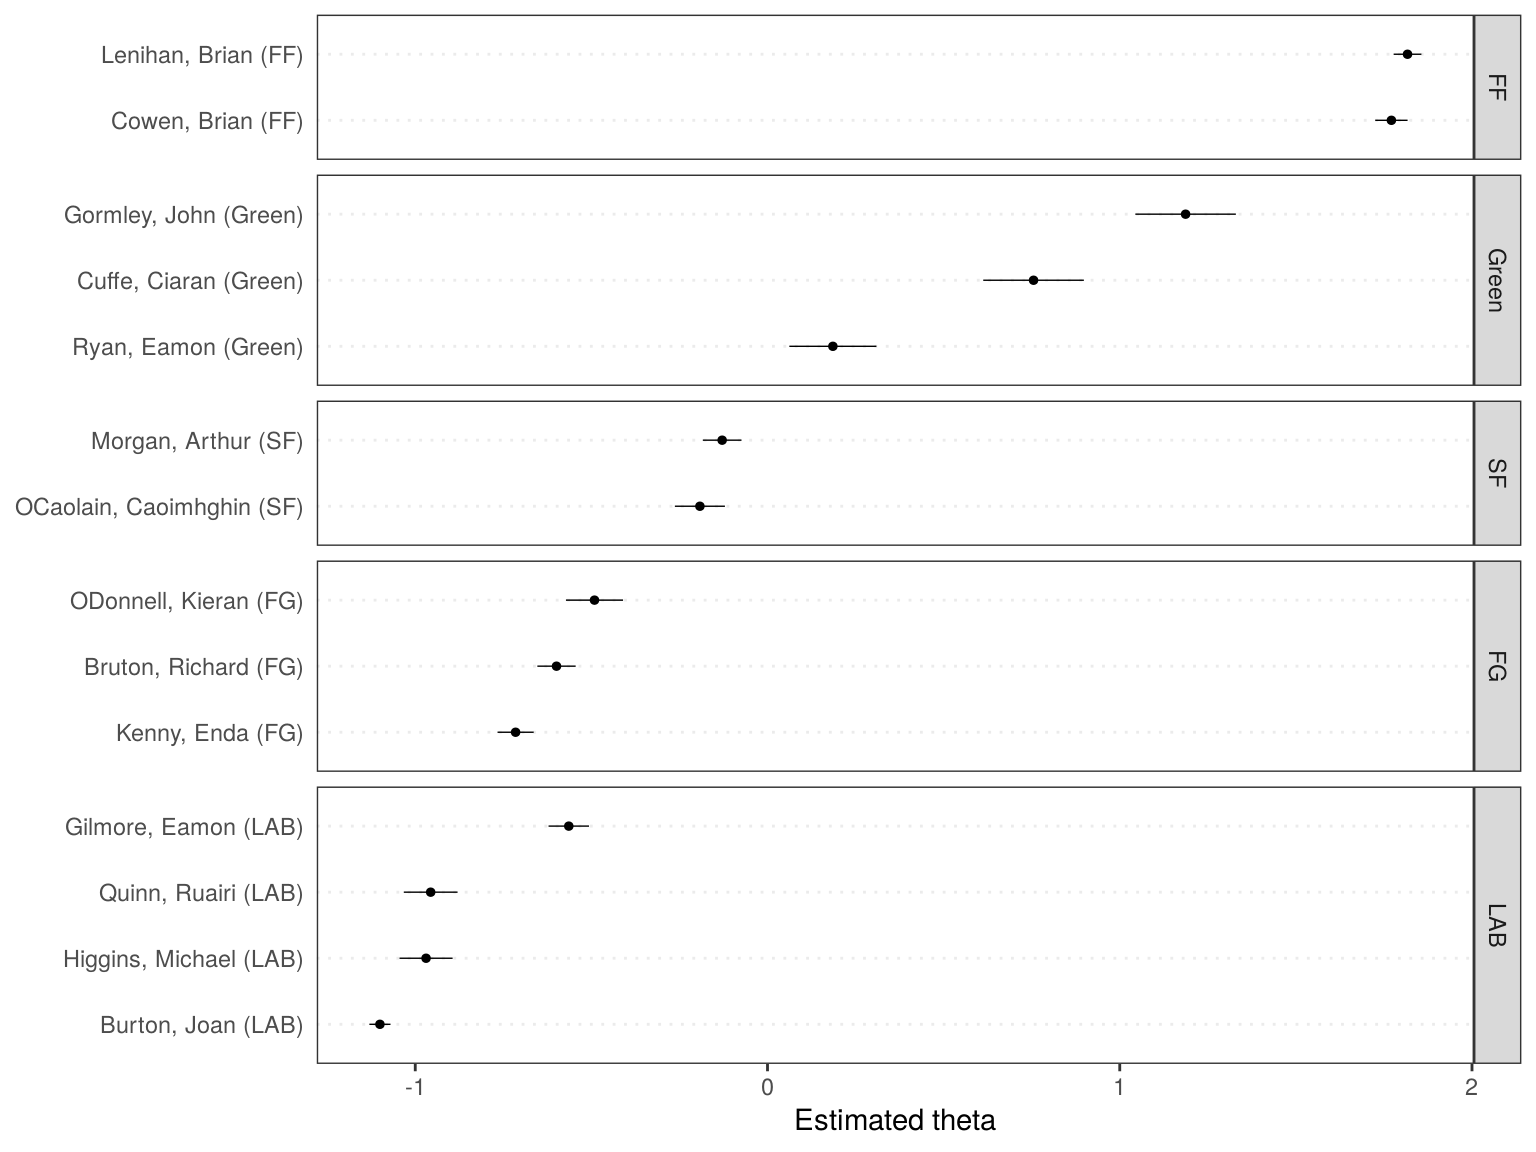 Lenihan, Brian (FF)
Cowen, Brian (FF)
FF
Gormley, John (Green)
Cuffe, Ciaran (Green)
Ryan, Eamon (Green)
Green
Morgan, Arthur (SF)
OCaolain, Caoimhghin (SF)
SF
ODonnell, Kieran (FG)
Bruton, Richard (FG)
Kenny, Enda (FG)
FG
Gilmore, Eamon (LAB)
Quinn, Ruairi (LAB)
Higgins, Michael (LAB)
Burton, Joan (LAB)
LAB
-1 0 1 2
Estimated theta